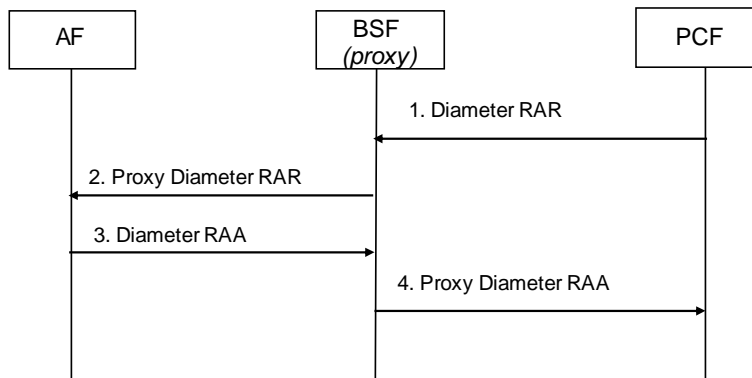 AF
BSF
(proxy)
PCF
1. Diameter RAR
2. Proxy Diameter RAR
3. Diameter RAA
4. Proxy Diameter RAA